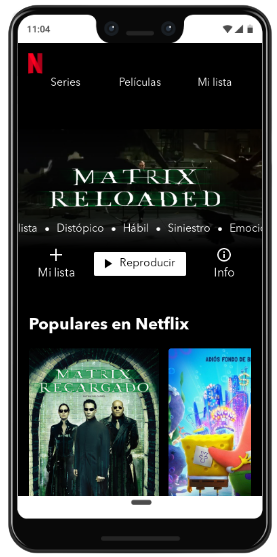 11:04
N
Series Películas Mi lista
MATRIX
RELOADED
lista • Distópico • Hábil • Siniestro • Emocio
Mi lista Reproducir Info
Populares en Netflix
MATRIX
RECARGADO
ADIÓS FONDO DE B